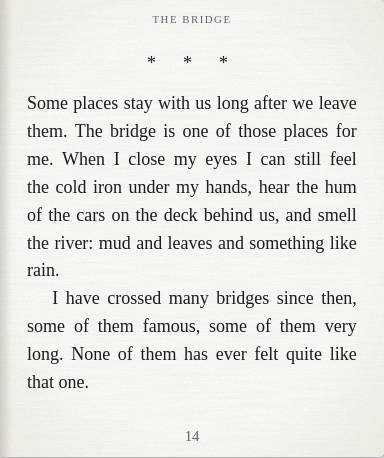 THE BRIDGE
* * *
Some places stay with us long after we leave
them. The bridge is one of those places for
me. When I close my eyes I can still feel
the cold iron under my hands, hear the hum
of the cars on the deck behind us, and smell
the river: mud and leaves and something like
rain.
I have crossed many bridges since then,
some of them famous, some of them very
long. None of them has ever felt quite like
that one.
14